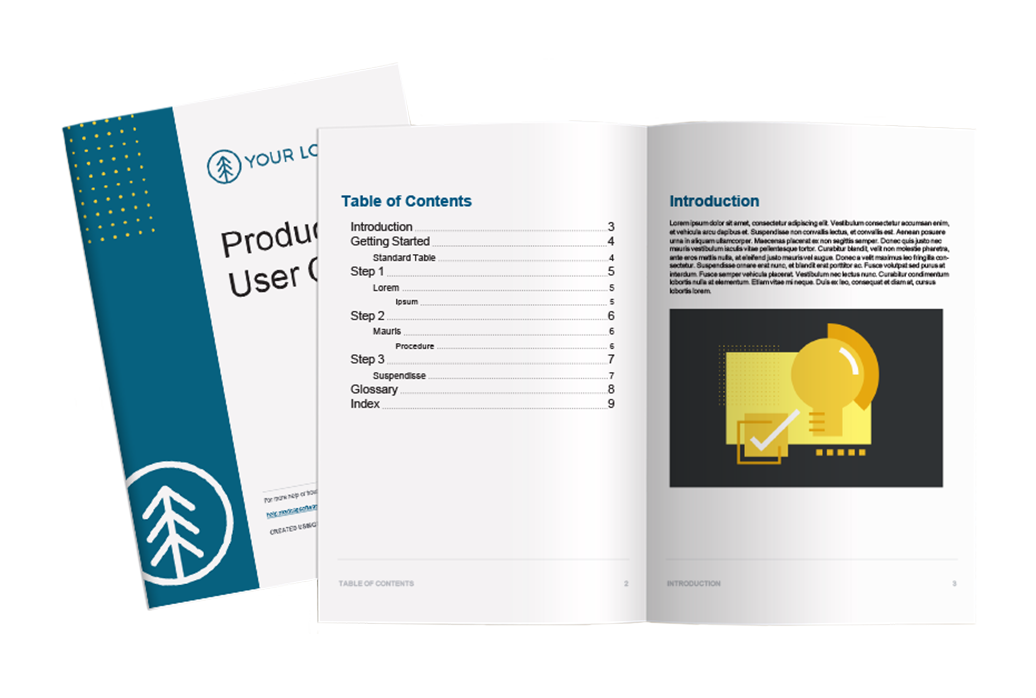 YOUR LO
Produc
User
For more help or
CREATED
Table of Contents
Introduction 3
Getting Started 4
Standard Table 4
Step 1 5
Lorem 5
Ipsum 5
Step 2 6
Mauris 6
Procedure 6
Step 3 7
Suspendisse 7
Glossary 8
Index 9
TABLE OF CONTENTS 2
Introduction
Lorem ipsum dolor sit amet, consectetur adipiscing elit. Vestibulum consectetur accumsan enim,
et vehicula arcu dapibus et. Suspendisse non convallis lectus, et convallis est. Aenean posuere
urna in aliquam ullamcorper. Maecenas placerat ex non segittis semper. Donec quis justo nec
mauris vestibulum iaculis vitae pellentesque tortor. Curabitur blandit, velit non molestie pharetra,
ante eros mattis nulla, at eleifend justo mauris vel augue. Donec a velit maximus leo fringilla con-
sectetur. Suspendisse ornare erat nunc, et blandit erat porttitor ac. Fusce volutpat sed purus at
interdum. Fusce semper vehicula placerat. Vestibulum nec lectus nunc. Curabitur condimentum
lobortis nulla at elementum. Etiam vitae mi neque. Duis ex leo, consequat et diam at, cursus
lobortis lorem.
INTRODUCTION 3